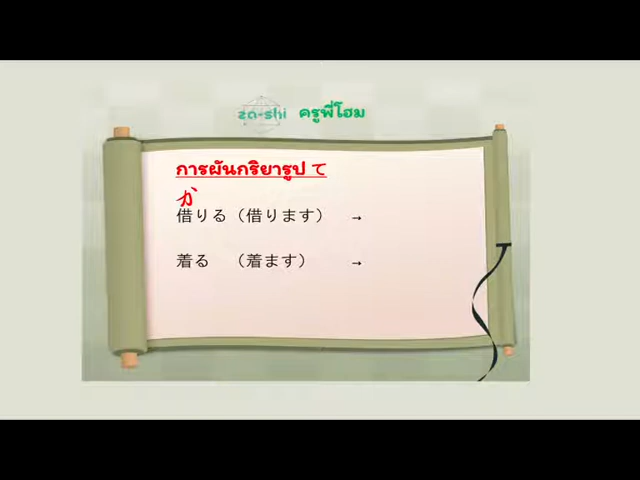 za-shi ครูพี่โฮม
การผันกริยารูป て
か
借りる（借ります） →
着る （着ます） →